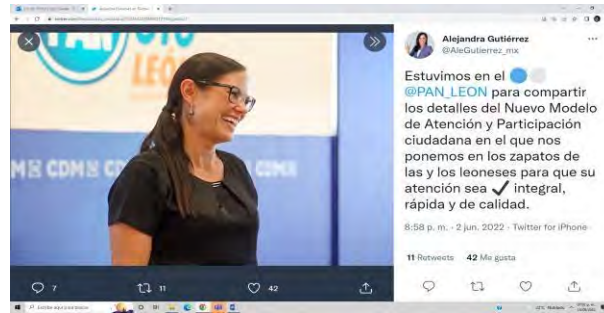 PAN GTO
LEÓN
CDMX
Alejandra Gutiérrez
@AleGutierrez_mx
Estuvimos en el
@PAN_LEON para compartir
los detalles del Nuevo Modelo
de Atención y Participación
ciudadana en el que nos
ponemos en los zapatos de
las y los leoneses para que su
atención sea ✔ integral,
rápida y de calidad.
8:58 p. m. · 2 jun. 2022 · Twitter for iPhone
11 Retweets 42 Me gusta
7 11 42